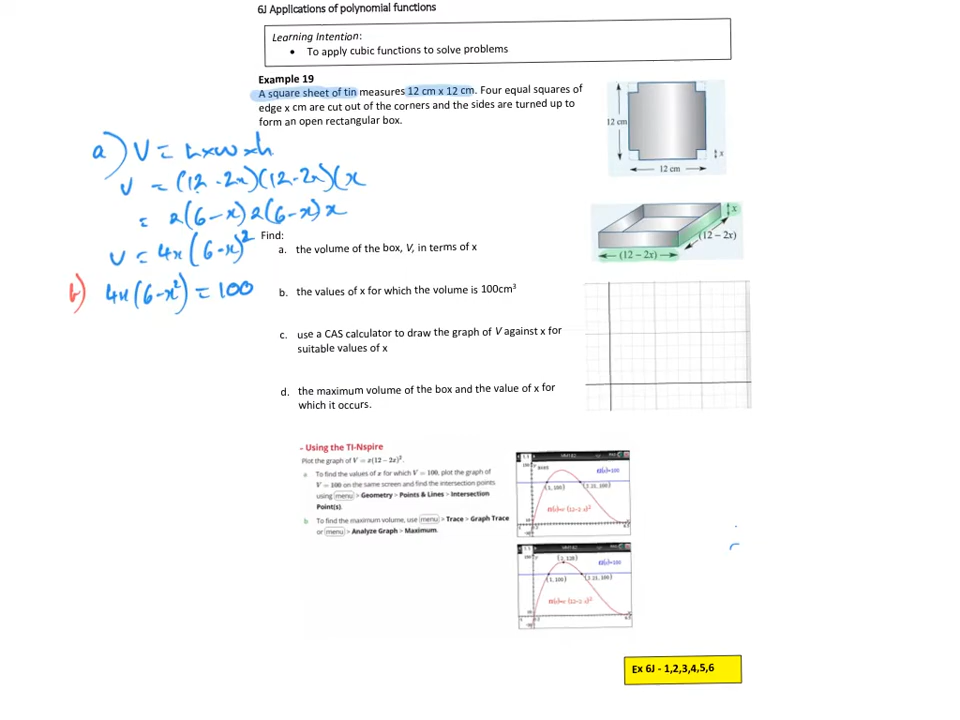 6J Applications of polynomial functions
Learning Intention:
• To apply cubic functions to solve problems
Example 19
A square sheet of tin measures 12 cm x 12 cm. Four equal squares of
edge x cm are cut out of the corners and the sides are turned up to
form an open rectangular box.
12 cm
x
12 cm
a) V = L×w×h
V = (12-2x)(12-2x)(x
= 2(6-x)2(6-x)x
V = 4x(6-x)²
x
(12 – 2x)
(12 – 2x)
Find:
a. the volume of the box, V, in terms of x
b) 4x(6-x²) = 100
b. the values of x for which the volume is 100cm³
c. use a CAS calculator to draw the graph of V against x for
suitable values of x
d. the maximum volume of the box and the value of x for
which it occurs.
- Using the TI-Nspire
Plot the graph of V = x(12 – 2x)².
a To find the values of x for which V = 100, plot the graph of
V = 100 on the same screen and find the intersection points
using menu > Geometry > Points & Lines > Intersection
Point(s).
b To find the maximum volume, use menu > Trace > Graph Trace
or menu > Analyze Graph > Maximum.
(1, 100)
(2, 128)
(1, 100)
Ex 6J - 1,2,3,4,5,6